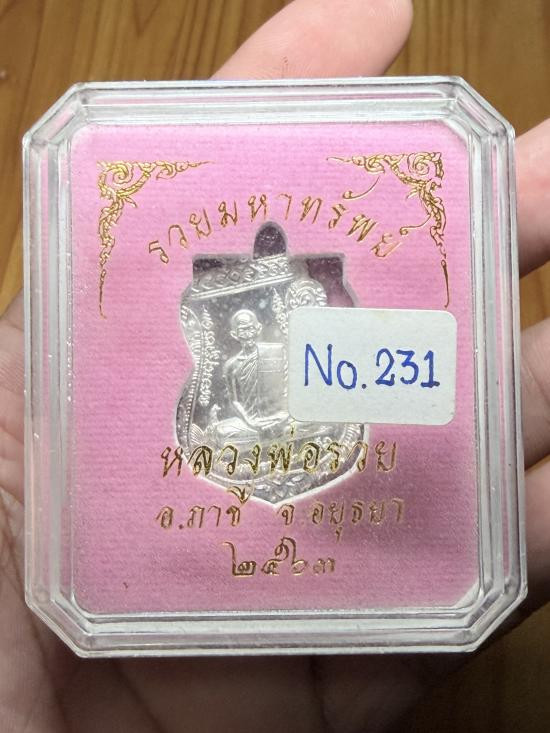 รวยมหาทรัพย์
No. 231
หลวงพ่อรวย
อ.ภาชี จ.อยุธยา
๒๕๖๓